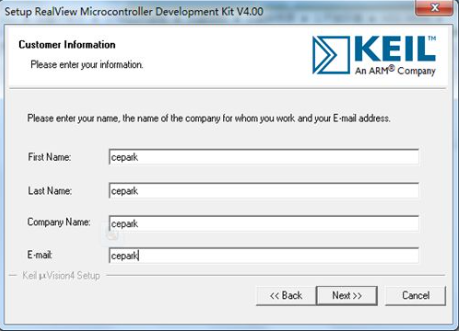 Setup RealView Microcontroller Development Kit V4.00
Customer Information
Please enter your information.
KEIL™
An ARM® Company
Please enter your name, the name of the company for whom you work and your E-mail address.
First Name: cepark
Last Name: cepark
Company Name: cepark
E-mail: cepark
Keil µVision4 Setup
<< Back Next >> Cancel